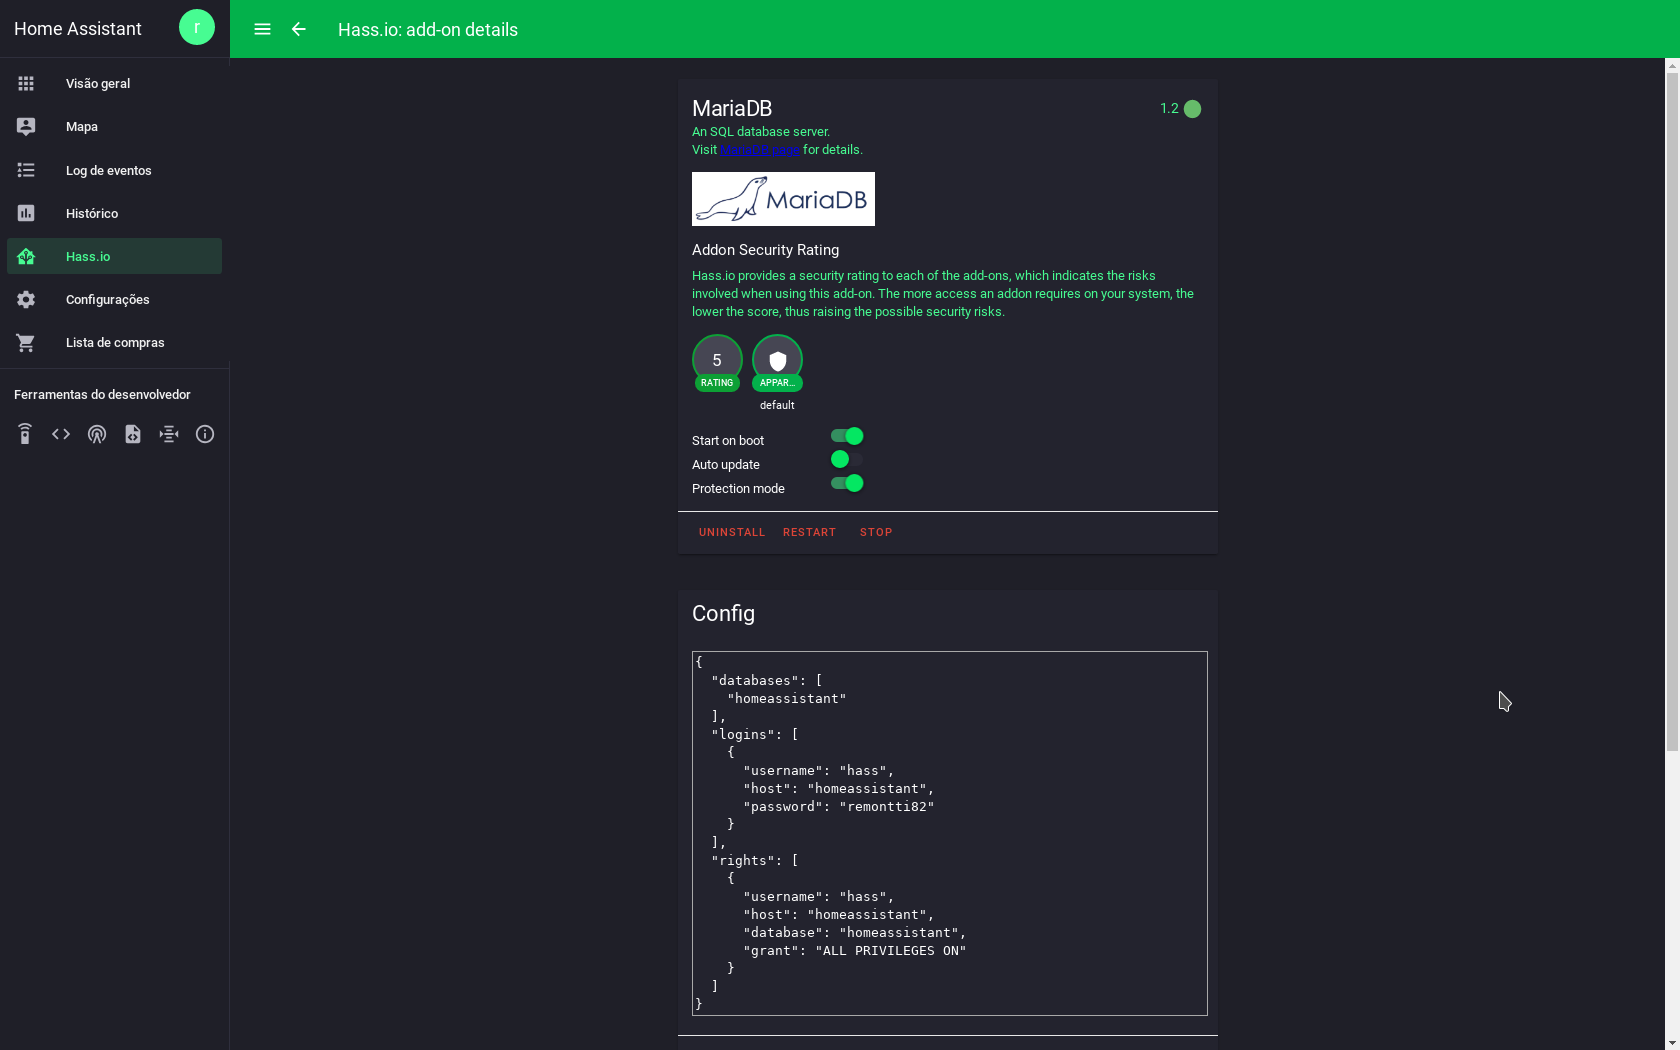 Home Assistant
r
Hass.io: add-on details
Visão geral
Mapa
Log de eventos
Histórico
Hass.io
Configurações
Lista de compras
Ferramentas do desenvolvedor
MariaDB
1.2
An SQL database server.
Visit MariaDB page for details.
MariaDB
Addon Security Rating
Hass.io provides a security rating to each of the add-ons, which indicates the risks
involved when using this add-on. The more access an addon requires on your system, the
lower the score, thus raising the possible security risks.
5
RATING
APPAR...
default
Start on boot
Auto update
Protection mode
UNINSTALL RESTART STOP
Config
{
  "databases": [
    "homeassistant"
  ],
  "logins": [
    {
      "username": "hass",
      "host": "homeassistant",
      "password": "remontti82"
    }
  ],
  "rights": [
    {
      "username": "hass",
      "host": "homeassistant",
      "database": "homeassistant",
      "grant": "ALL PRIVILEGES ON"
    }
  ]
}